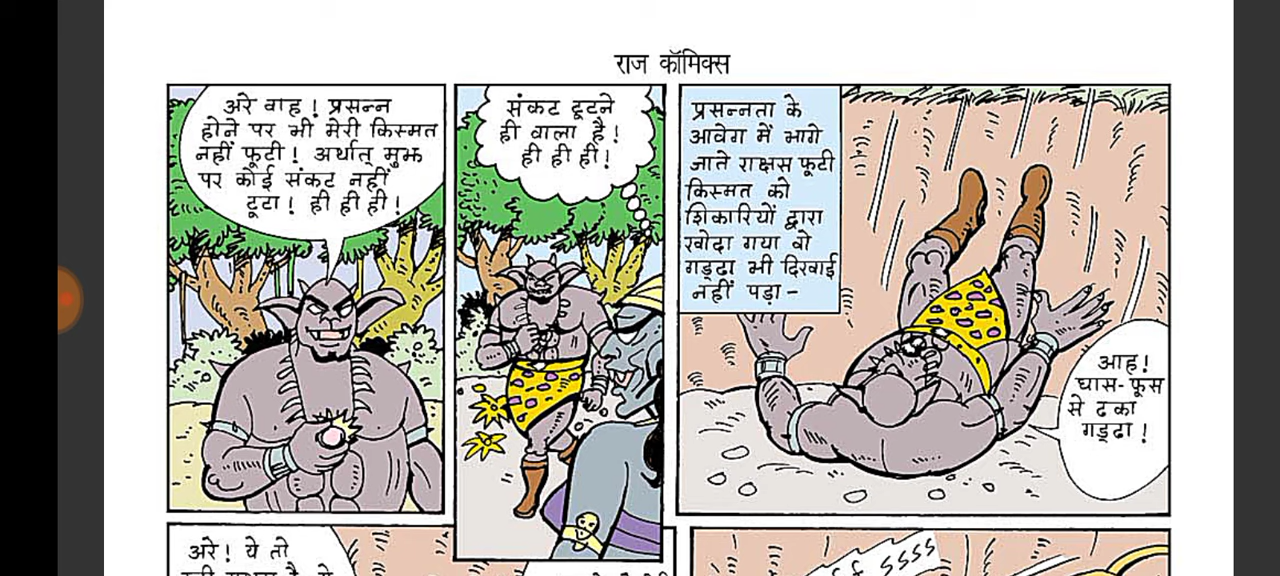 राज कॉमिक्स
अरे वाह! प्रसन्न
होने पर भी मेरी किस्मत
नहीं फूटी! अर्थात् मुझ
पर कोई संकट नहीं
टूटा! ही ही ही!
संकट टूटने
ही वाला है!
ही ही ही!
प्रसन्नता के
आवेग में भागे
जाते राक्षस फूटी
किस्मत को
शिकारियों द्वारा
खोदा गया वो
गड्ढा भी दिखाई
नहीं पड़ा-
आह!
घास-फूस
से ढका
गड्ढा!
अरे! ये तो
SSSS